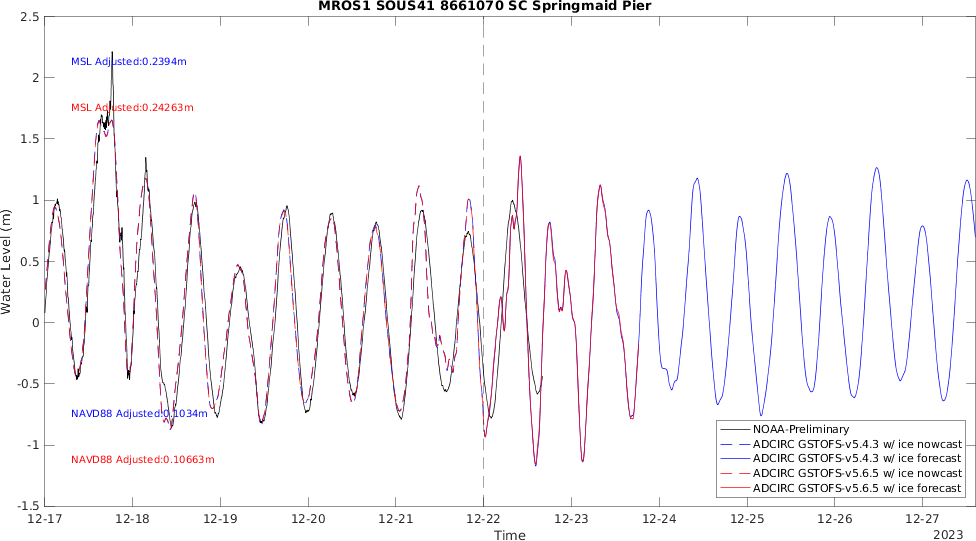 MROS1 SOUS41 8661070 SC Springmaid Pier
2.5
2
1.5
1
0.5
0
-0.5
-1
-1.5
Water Level (m)
MSL Adjusted:0.2394m
MSL Adjusted:0.24263m
NAVD88 Adjusted:0.1034m
NAVD88 Adjusted:0.10663m
NOAA-Preliminary
ADCIRC GSTOFS-v5.4.3 w/ ice nowcast
ADCIRC GSTOFS-v5.4.3 w/ ice forecast
ADCIRC GSTOFS-v5.6.5 w/ ice nowcast
ADCIRC GSTOFS-v5.6.5 w/ ice forecast
12-17 12-18 12-19 12-20 12-21 12-22 12-23 12-24 12-25 12-26 12-27
Time
2023